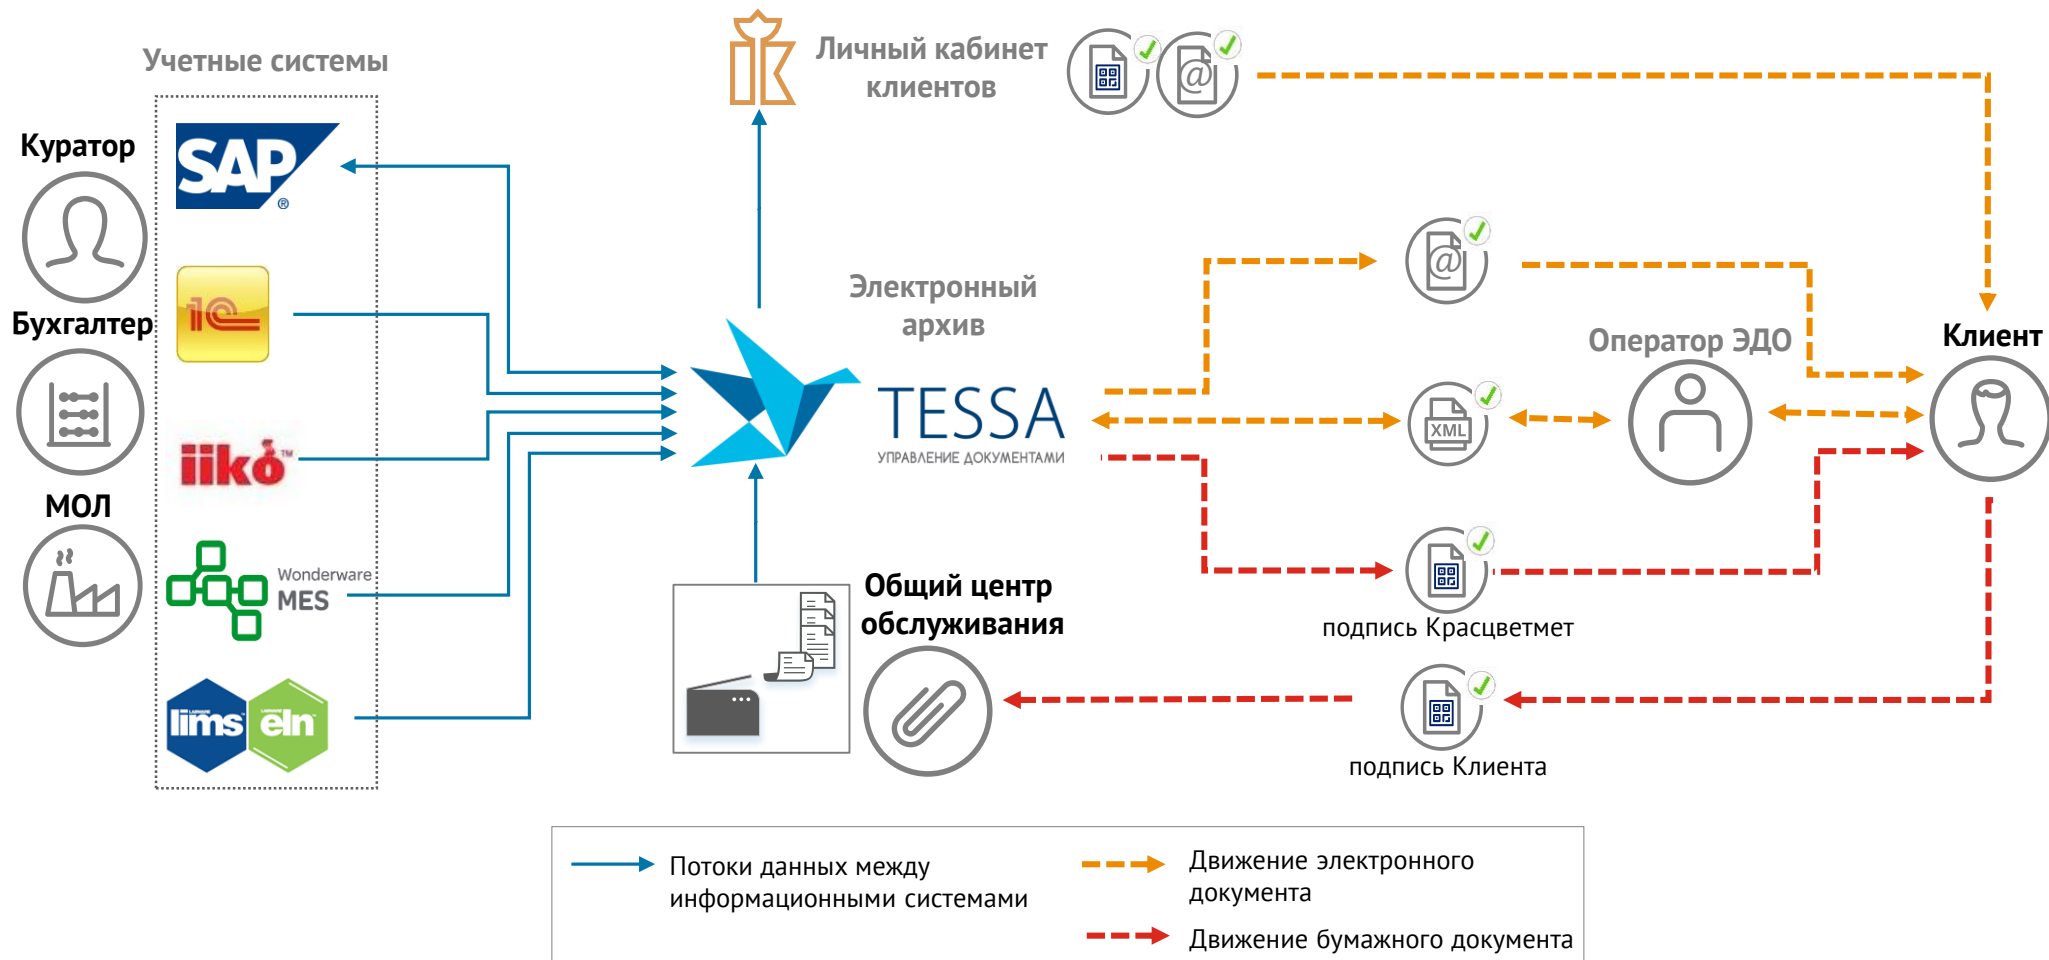 Учетные системы
Куратор
Бухгалтер
МОЛ
SAP
®
1С
iiko™
Wonderware
MES
lims
eln
Личный кабинет
клиентов
@
Электронный
архив
TESSA
УПРАВЛЕНИЕ ДОКУМЕНТАМИ
Общий центр
обслуживания
@
XML
Оператор ЭДО
Клиент
подпись Красцветмет
подпись Клиента
Потоки данных между
информационными системами
Движение электронного
документа
Движение бумажного документа